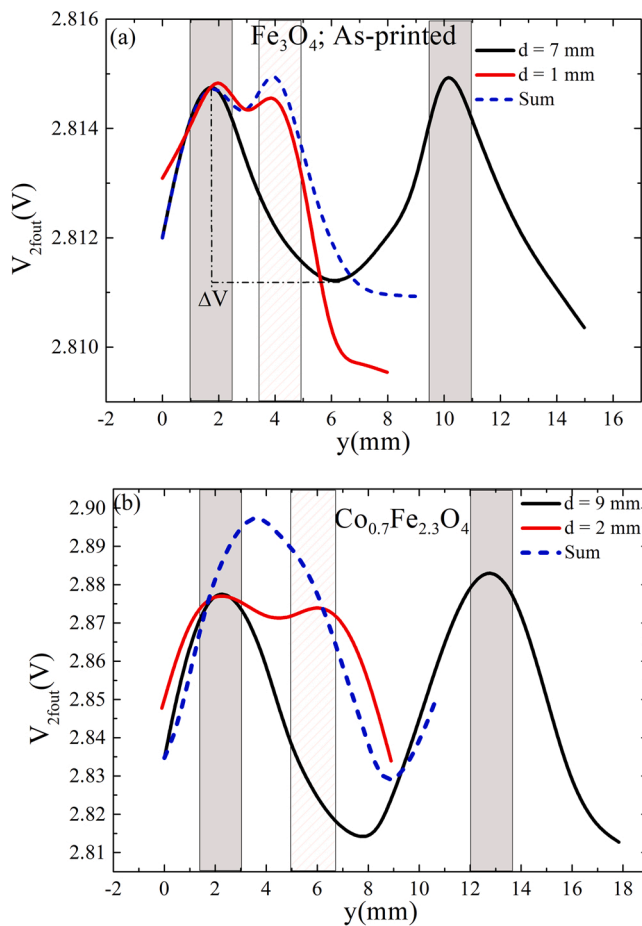 (a)
Fe₃O₄; As-printed
d = 7 mm
d = 1 mm
Sum
2.816
2.814
2.812
2.810
V₂fout(V)
ΔV
-2 0 2 4 6 8 10 12 14 16
y(mm)
(b)
Co₀.₇Fe₂.₃O₄
d = 9 mm
d = 2 mm
Sum
2.90
2.89
2.88
2.87
2.86
2.85
2.84
2.83
2.82
2.81
V₂fout(V)
-2 0 2 4 6 8 10 12 14 16 18
y(mm)